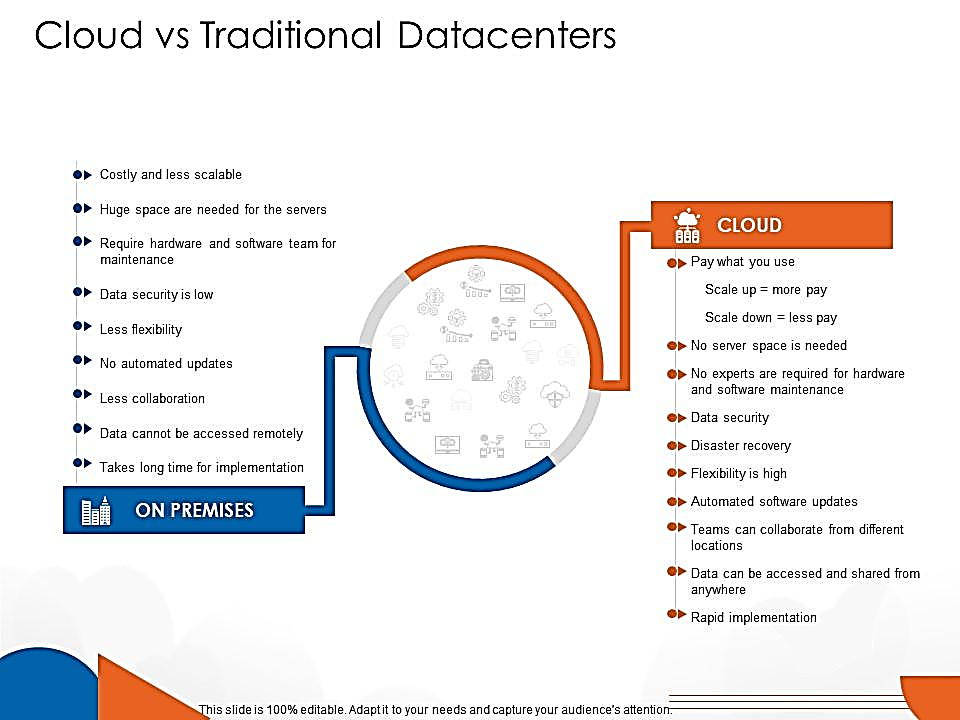 Cloud vs Traditional Datacenters
Costly and less scalable
Huge space are needed for the servers
Require hardware and software team for
maintenance
Data security is low
Less flexibility
No automated updates
Less collaboration
Data cannot be accessed remotely
Takes long time for implementation
ON PREMISES
CLOUD
Pay what you use
Scale up = more pay
Scale down = less pay
No server space is needed
No experts are required for hardware
and software maintenance
Data security
Disaster recovery
Flexibility is high
Automated software updates
Teams can collaborate from different
locations
Data can be accessed and shared from
anywhere
Rapid implementation
This slide is 100% editable. Adapt it to your needs and capture your audience's attention.